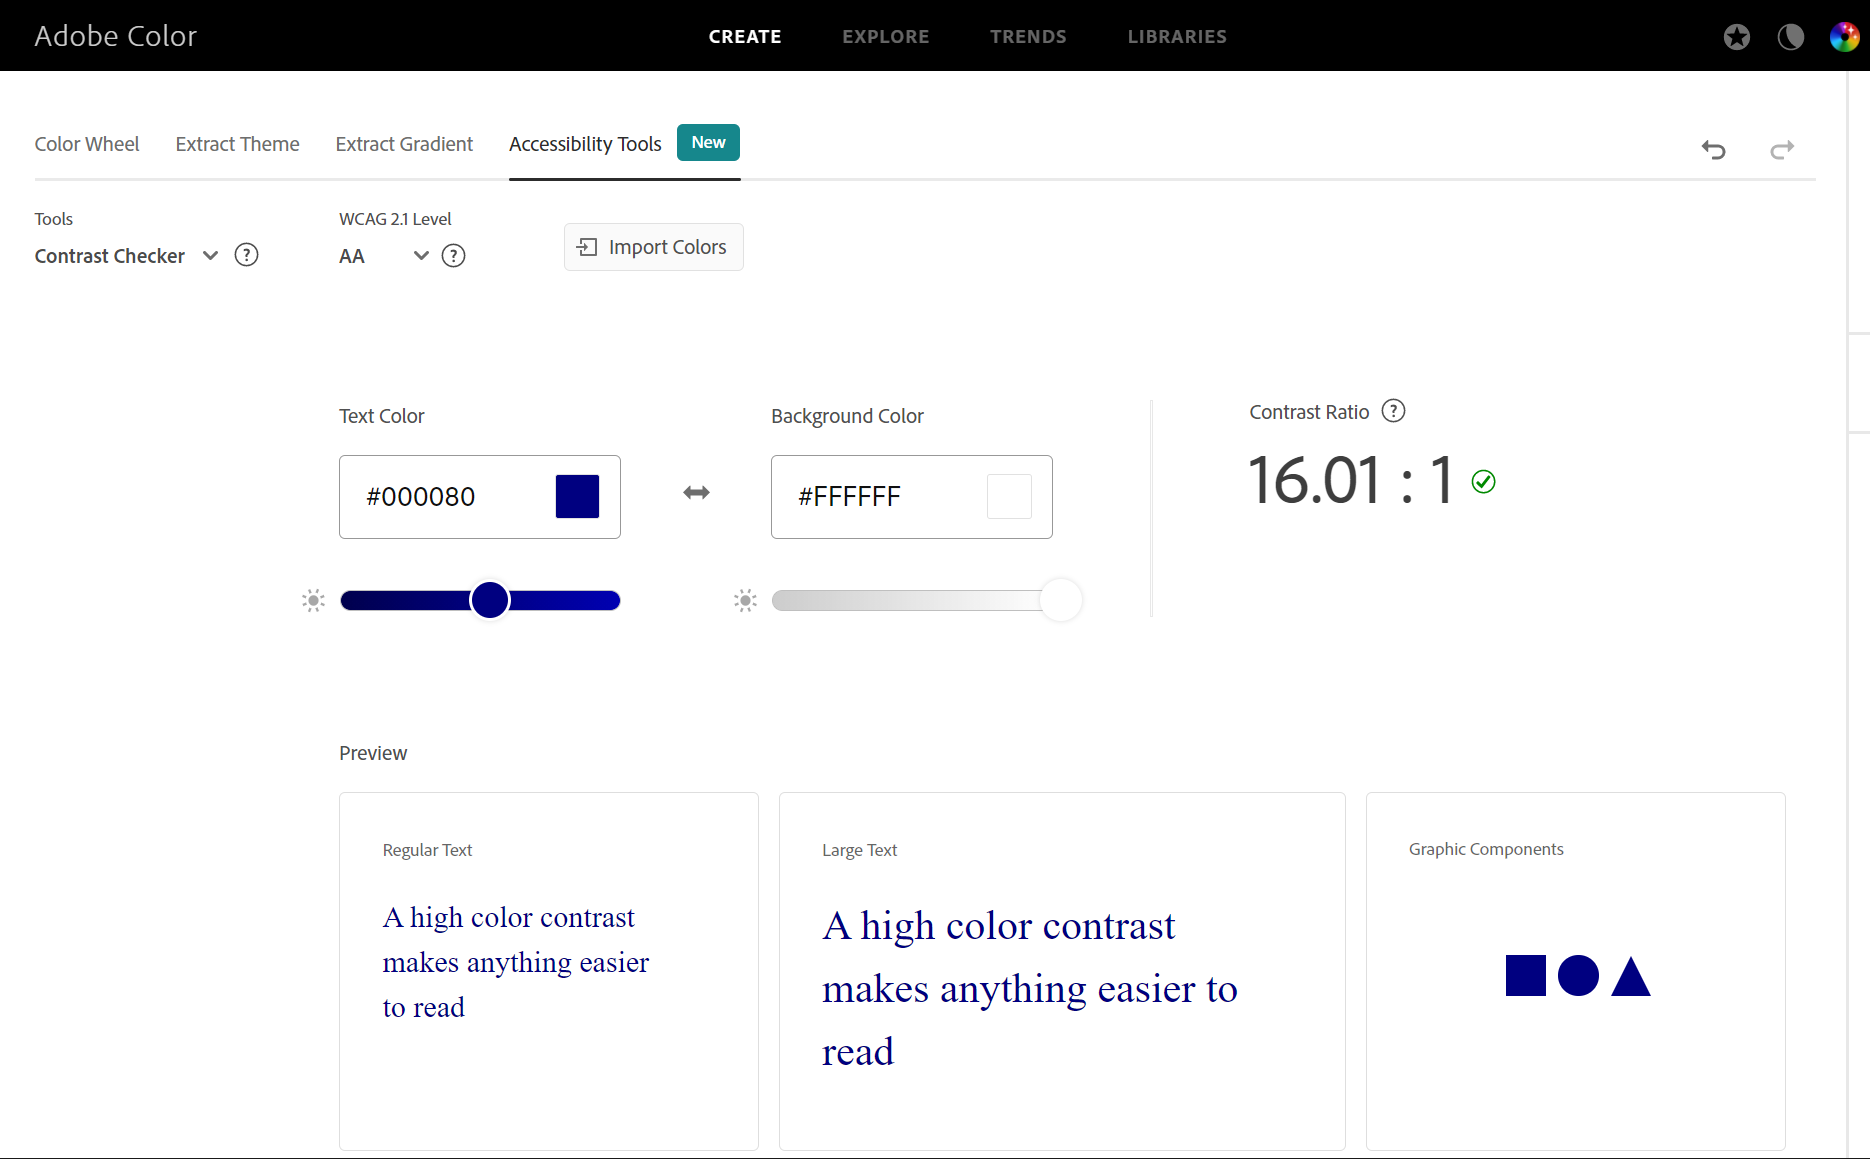 Adobe Color
CREATE EXPLORE TRENDS LIBRARIES
Color Wheel Extract Theme Extract Gradient Accessibility Tools New
Tools
Contrast Checker ?
WCAG 2.1 Level
AA ?
Import Colors
Text Color
#000080
Background Color
#FFFFFF
Contrast Ratio ?
16.01 : 1
Preview
Regular Text
A high color contrast
makes anything easier
to read
Large Text
A high color contrast
makes anything easier to
read
Graphic Components